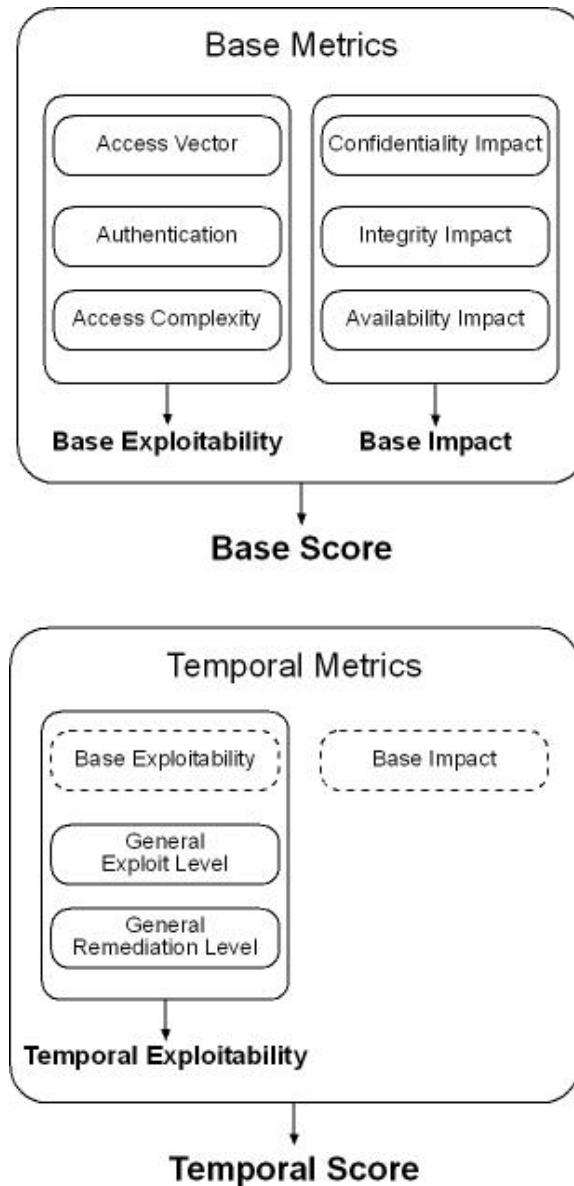 Base Metrics
Access Vector
Authentication
Access Complexity
Base Exploitability
Confidentiality Impact
Integrity Impact
Availability Impact
Base Impact
Base Score
Temporal Metrics
Base Exploitability
General
Exploit Level
General
Remediation Level
Temporal Exploitability
Base Impact
Temporal Score